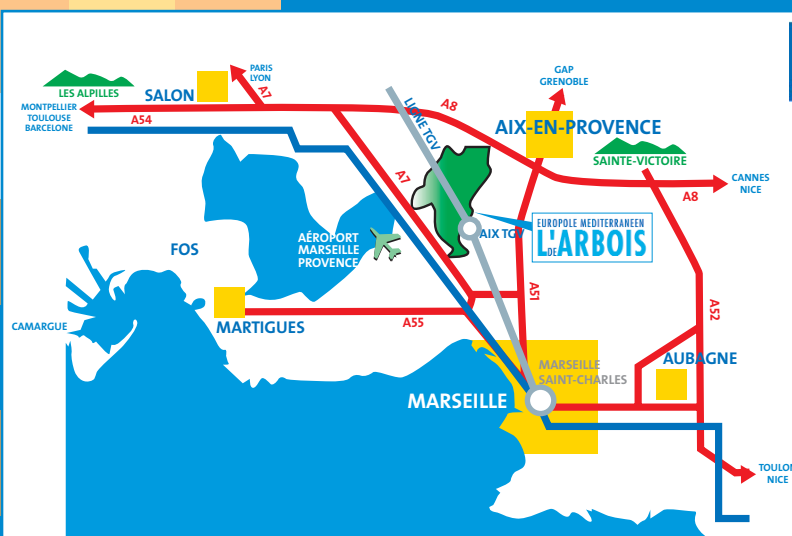 PARIS
LYON
GAP
GRENOBLE
LES ALPILLES
SALON
A7
MONTPELLIER
TOULOUSE
BARCELONE
A54
LIGNE TGV
A8
AIX-EN-PROVENCE
SAINTE-VICTOIRE
A7
CANNES
NICE
A8
EUROPOLE MEDITERRANEEN
DE L'ARBOIS
AIX TGV
AÉROPORT
MARSEILLE
PROVENCE
FOS
A51
A52
CAMARGUE
MARTIGUES
A55
MARSEILLE
SAINT-CHARLES
AUBAGNE
MARSEILLE
TOULON
NICE